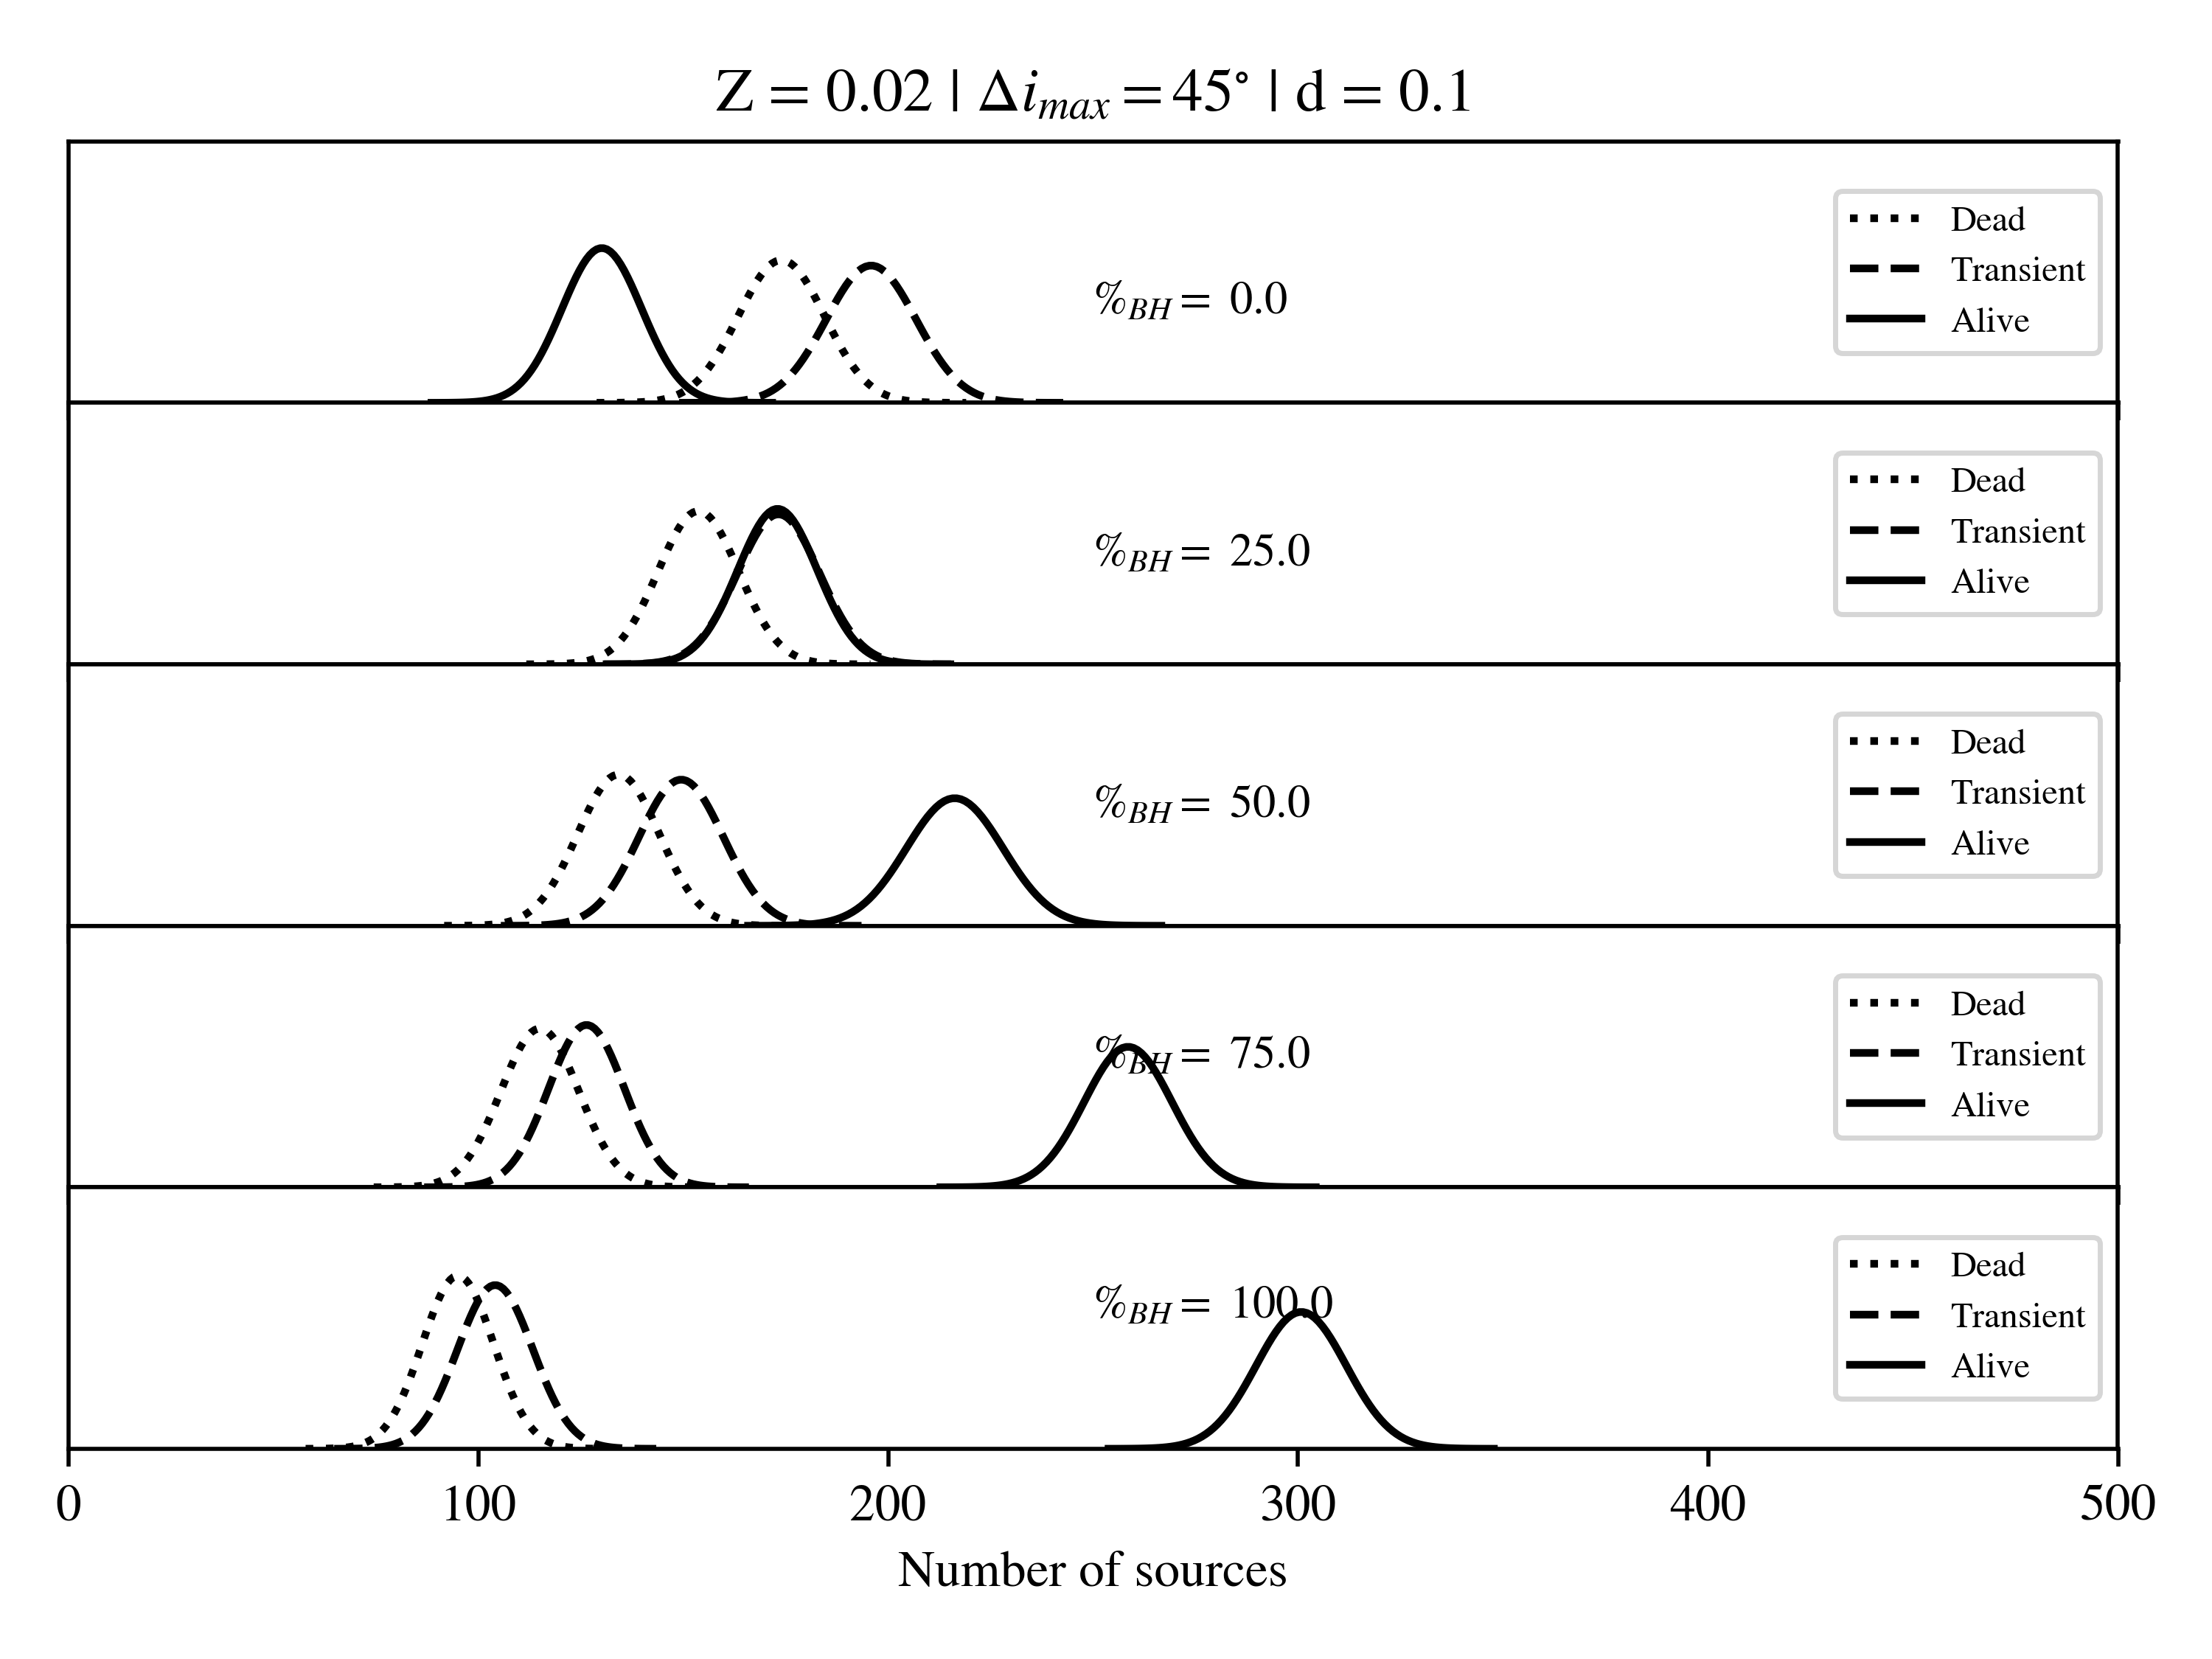 Z = 0.02 | Δi_max = 45° | d = 0.1
%_BH = 0.0
Dead
Transient
Alive
%_BH = 25.0
Dead
Transient
Alive
%_BH = 50.0
Dead
Transient
Alive
%_BH = 75.0
Dead
Transient
Alive
%_BH = 100.0
Dead
Transient
Alive
0 100 200 300 400 500
Number of sources